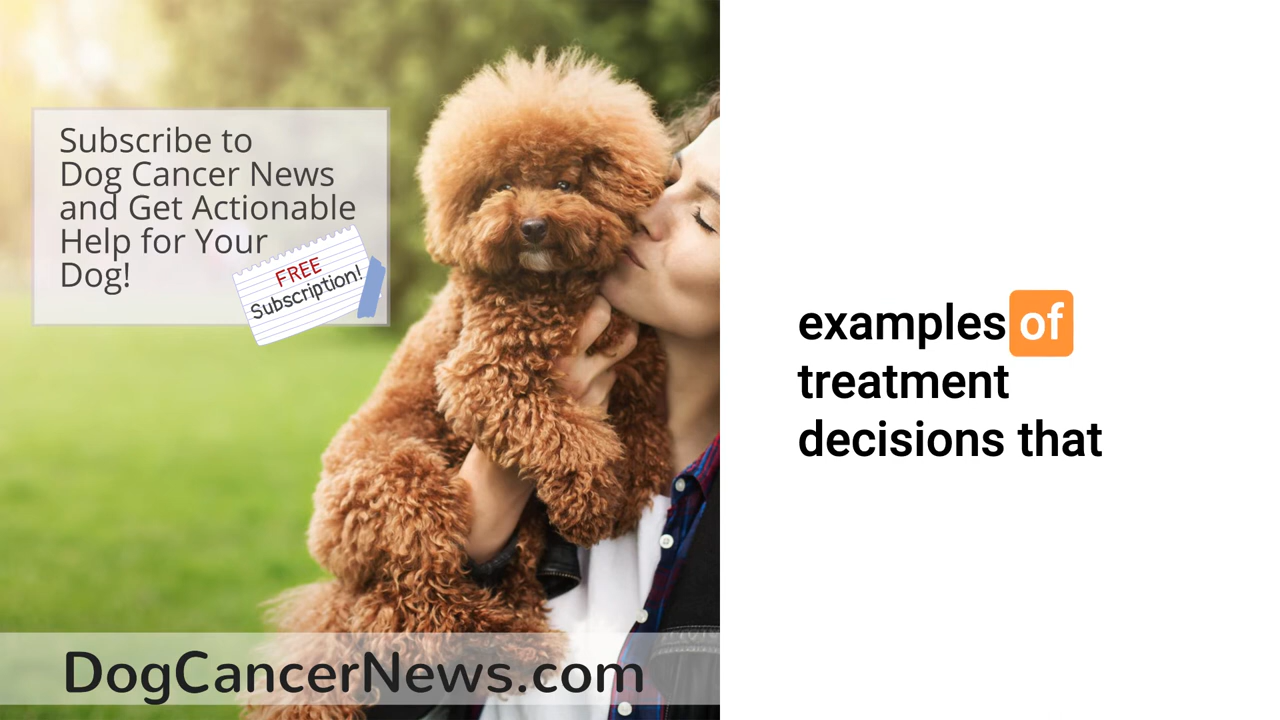 Subscribe to
Dog Cancer News
and Get Actionable
Help for Your
Dog!
FREE
Subscription!
DogCancerNews.com
examples of
treatment
decisions that